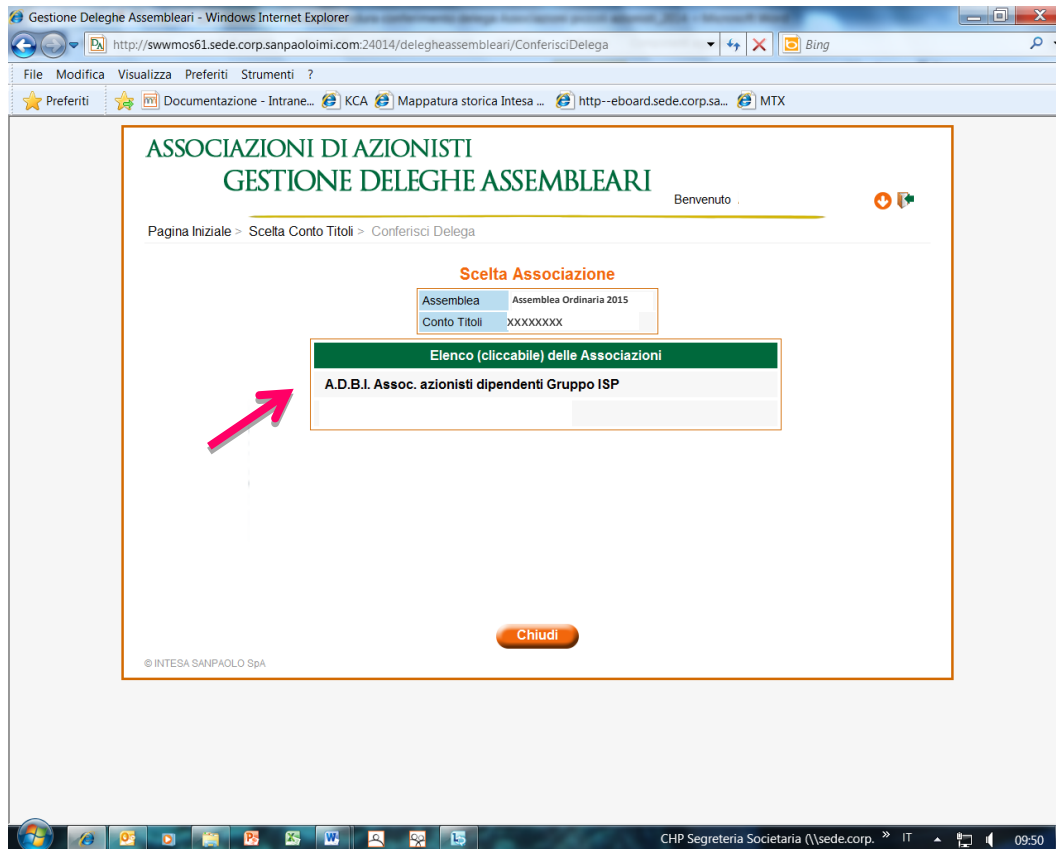 Gestione Deleghe Assembleari - Windows Internet Explorer
http://swwmos61.sede.corp.sanpaoloimi.com:24014/delegheassembleari/ConferisciDelega
Bing
File Modifica Visualizza Preferiti Strumenti ?
Preferiti Documentazione - Intrane... KCA Mappatura storica Intesa ... http--eboard.sede.corp.sa... MTX
ASSOCIAZIONI DI AZIONISTI
GESTIONE DELEGHE ASSEMBLEARI
Benvenuto .
Pagina Iniziale > Scelta Conto Titoli > Conferisci Delega
Scelta Associazione
Assemblea Assemblea Ordinaria 2015
Conto Titoli XXXXXXXX
Elenco (cliccabile) delle Associazioni
A.D.B.I. Assoc. azionisti dipendenti Gruppo ISP
Chiudi
© INTESA SANPAOLO SpA
CHP Segreteria Societaria (\\sede.corp. » IT 09:50